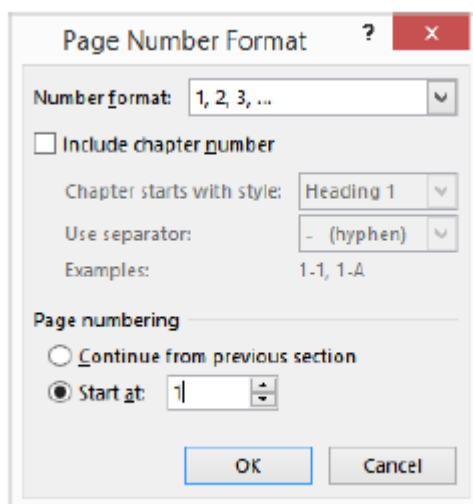 Page Number Format ? x
Number format: 1, 2, 3, ...
Include chapter number
Chapter starts with style: Heading 1
Use separator: - (hyphen)
Examples: 1-1, 1-A
Page numbering
Continue from previous section
Start at: 1
OK Cancel